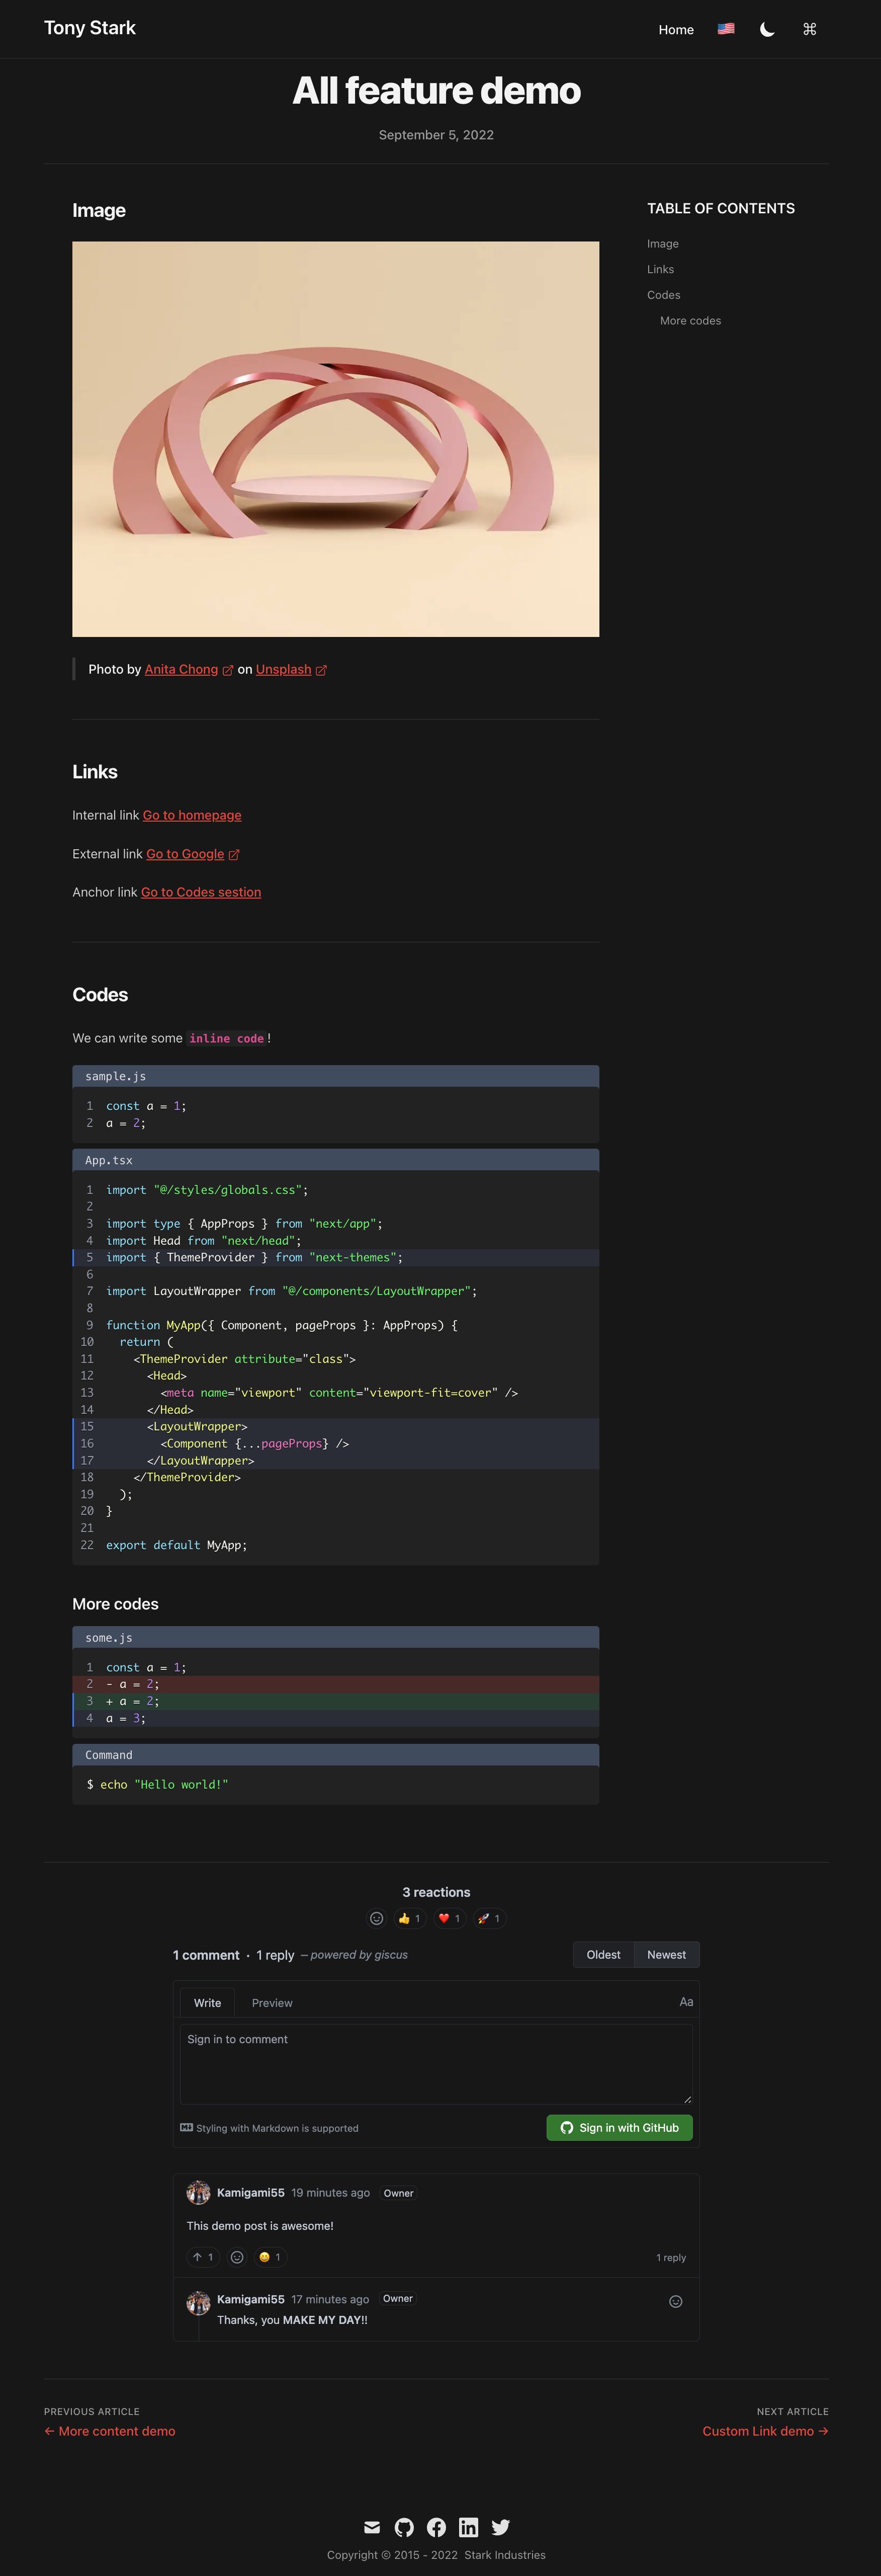 Tony Stark
Home
All feature demo
September 5, 2022
Image
Photo by Anita Chong on Unsplash
Links
Internal link Go to homepage
External link Go to Google
Anchor link Go to Codes sestion
Codes
We can write some inline code!
sample.js
1 const a = 1;
2 a = 2;
App.tsx
1 import "@/styles/globals.css";
2
3 import type { AppProps } from "next/app";
4 import Head from "next/head";
5 import { ThemeProvider } from "next-themes";
6
7 import LayoutWrapper from "@/components/LayoutWrapper";
8
9 function MyApp({ Component, pageProps }: AppProps) {
10   return (
11     <ThemeProvider attribute="class">
12       <Head>
13         <meta name="viewport" content="viewport-fit=cover" />
14       </Head>
15       <LayoutWrapper>
16         <Component {...pageProps} />
17       </LayoutWrapper>
18     </ThemeProvider>
19   );
20 }
21
22 export default MyApp;
More codes
some.js
1 const a = 1;
2 - a = 2;
3 + a = 2;
4 a = 3;
Command
$ echo "Hello world!"
TABLE OF CONTENTS
Image
Links
Codes
More codes
3 reactions
👍 1 ❤️ 1 🚀 1
1 comment · 1 reply – powered by giscus
Oldest Newest
Write Preview Aa
Sign in to comment
Styling with Markdown is supported
Sign in with GitHub
Kamigami55 19 minutes ago Owner
This demo post is awesome!
↑ 1 😄 1 1 reply
Kamigami55 17 minutes ago Owner
Thanks, you MAKE MY DAY!!
PREVIOUS ARTICLE
← More content demo
NEXT ARTICLE
Custom Link demo →
Copyright © 2015 - 2022 Stark Industries